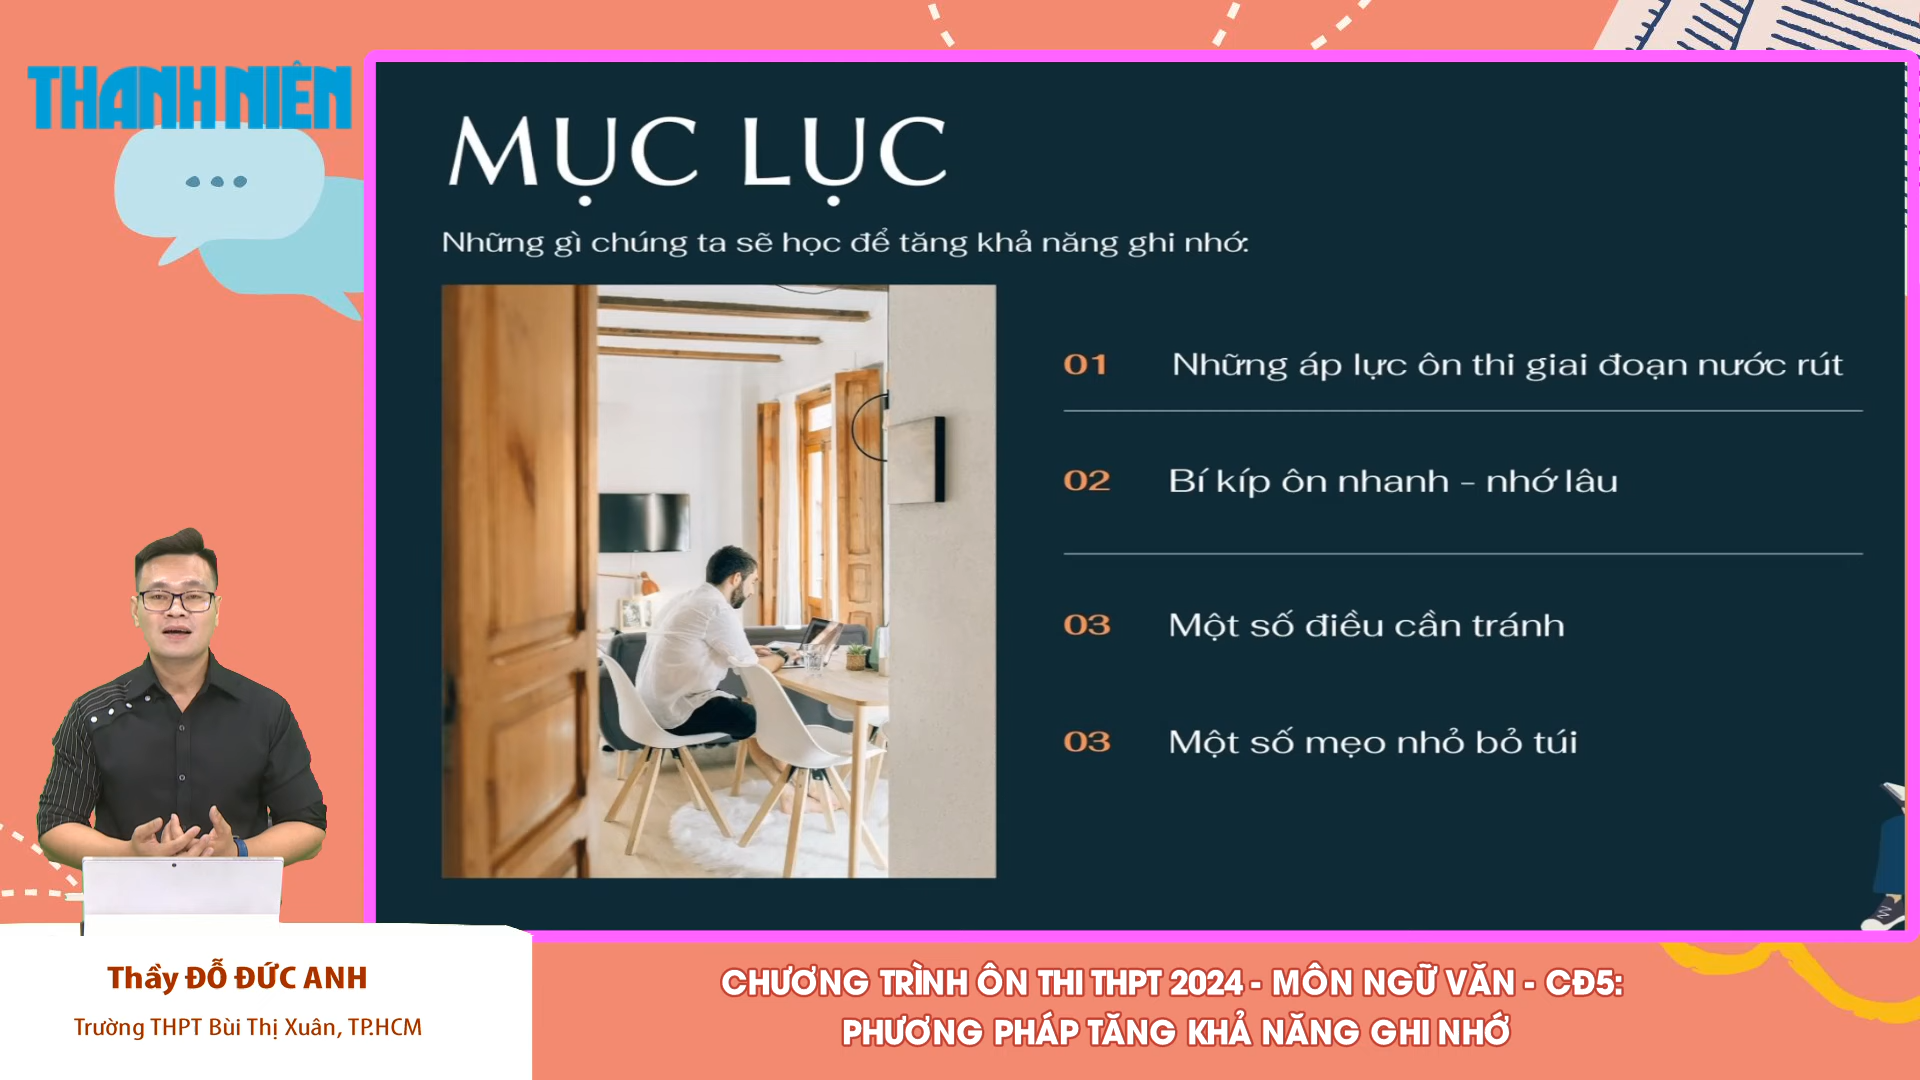 THANH NIÊN
MỤC LỤC
Những gì chúng ta sẽ học để tăng khả năng ghi nhớ:
01 Những áp lực ôn thi giai đoạn nước rút
02 Bí kíp ôn nhanh - nhớ lâu
03 Một số điều cần tránh
03 Một số mẹo nhỏ bỏ túi
Thầy ĐỖ ĐỨC ANH
Trường THPT Bùi Thị Xuân, TP.HCM
CHƯƠNG TRÌNH ÔN THI THPT 2024 - MÔN NGỮ VĂN - CĐ5:
PHƯƠNG PHÁP TĂNG KHẢ NĂNG GHI NHỚ